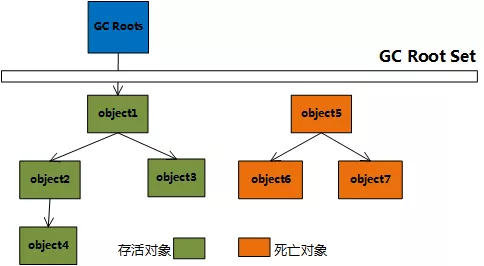 GC Roots
GC Root Set
object1
object5
object2
object3
object6
object7
object4
存活对象
死亡对象